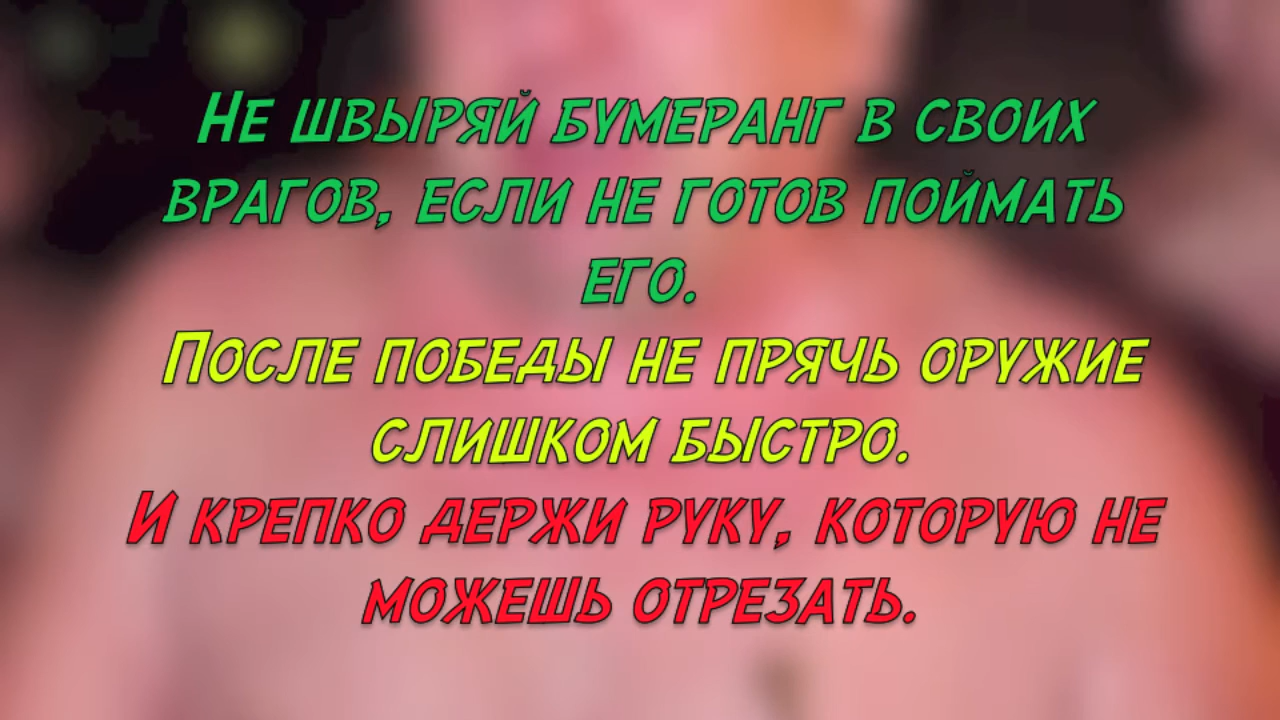 Не швыряй бумеранг в своих
врагов, если не готов поймать
его.
После победы не прячь оружие
слишком быстро.
И крепко держи руку, которую не
можешь отрезать.